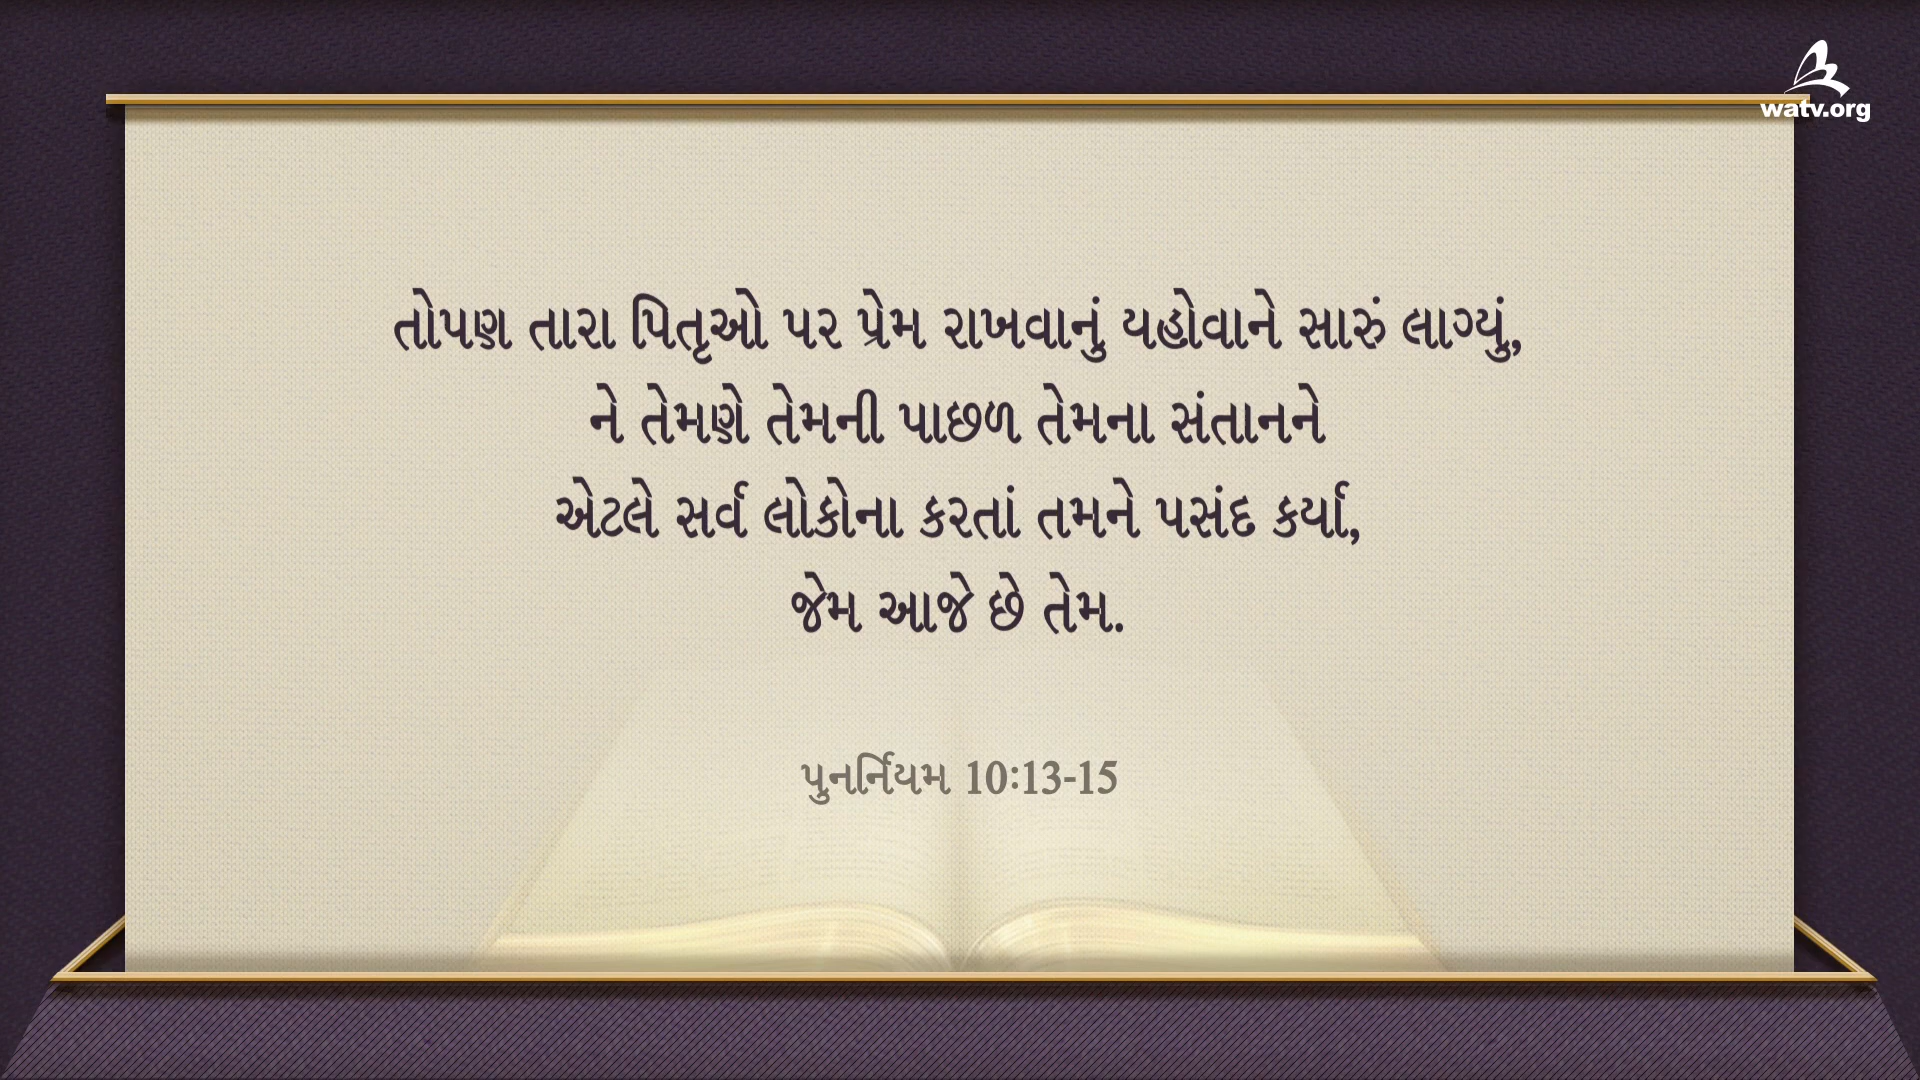 watv.org
તોપણ તારા પિતૃઓ પર પ્રેમ રાખવાનું યહોવાને સારું લાગ્યું,
ને તેમણે તેમની પાછળ તેમના સંતાનને
એટલે સર્વ લોકોના કરતાં તમને પસંદ કર્યા,
જેમ આજે છે તેમ.
પુનર્નિયમ 10:13-15